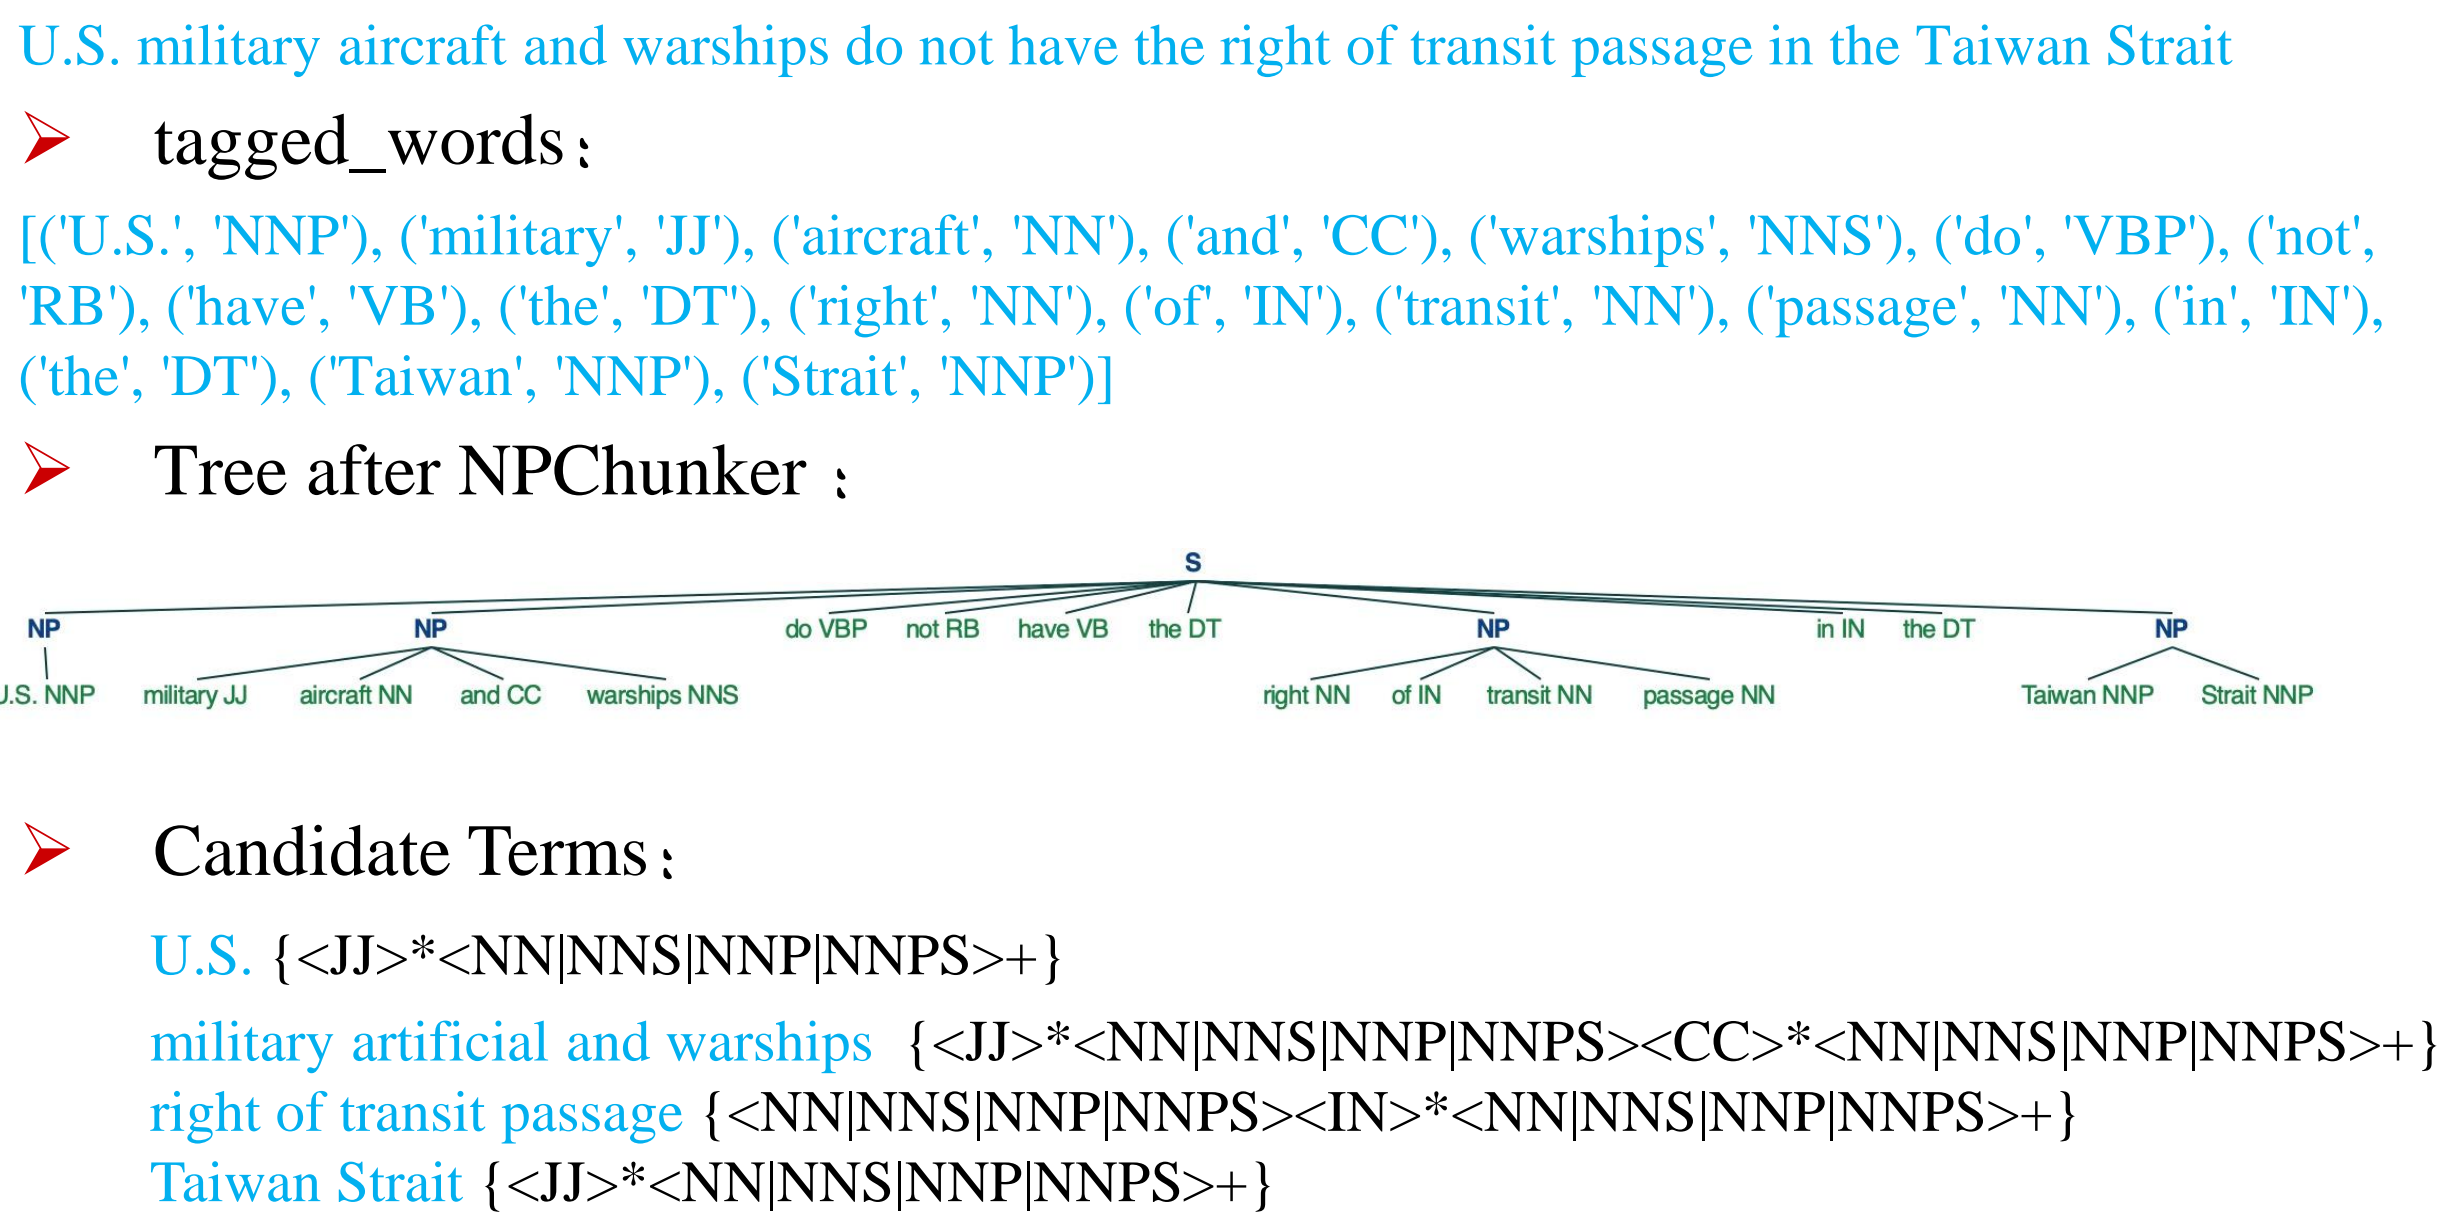 U.S. military aircraft and warships do not have the right of transit passage in the Taiwan Strait
tagged_words：
[('U.S.', 'NNP'), ('military', 'JJ'), ('aircraft', 'NN'), ('and', 'CC'), ('warships', 'NNS'), ('do', 'VBP'), ('not',
'RB'), ('have', 'VB'), ('the', 'DT'), ('right', 'NN'), ('of', 'IN'), ('transit', 'NN'), ('passage', 'NN'), ('in', 'IN'),
('the', 'DT'), ('Taiwan', 'NNP'), ('Strait', 'NNP')]
Tree after NPChunker：
S
NP NP do VBP not RB have VB the DT NP in IN the DT NP
U.S. NNP military JJ aircraft NN and CC warships NNS right NN of IN transit NN passage NN Taiwan NNP Strait NNP
Candidate Terms：
U.S. {<JJ>*<NN|NNS|NNP|NNPS>+}
military artificial and warships {<JJ>*<NN|NNS|NNP|NNPS><CC>*<NN|NNS|NNP|NNPS>+}
right of transit passage {<NN|NNS|NNP|NNPS><IN>*<NN|NNS|NNP|NNPS>+}
Taiwan Strait {<JJ>*<NN|NNS|NNP|NNPS>+}